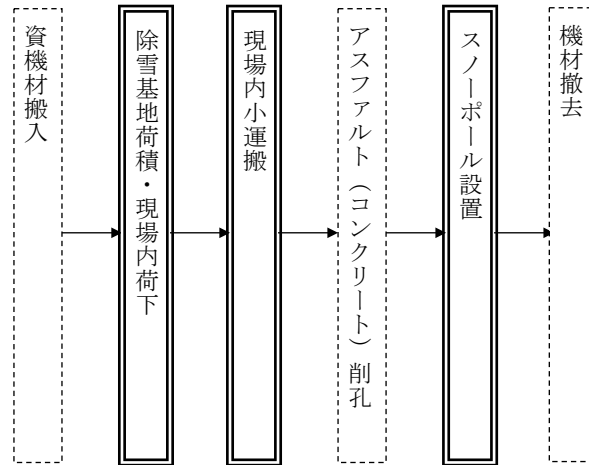 資機材搬入
除雪基地荷積・現場内荷下
現場内小運搬
アスファルト（コンクリート）削孔
スノーポール設置
機材撤去